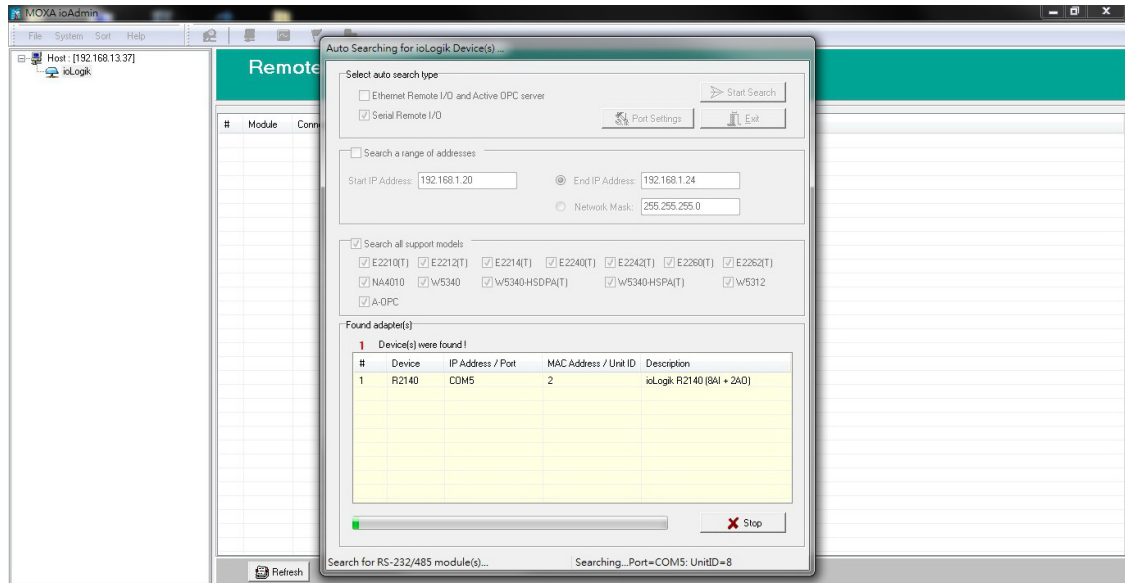 MOXA ioAdmin
File System Sort Help
Host : [192.168.13.37]
ioLogik
Remote
# Module Conn
Auto Searching for ioLogik Device(s) ...
Select auto search type
Ethernet Remote I/O and Active OPC server
Serial Remote I/O
Start Search
Port Settings
Exit
Search a range of addresses
Start IP Address: 192.168.1.20 End IP Address: 192.168.1.24
Network Mask: 255.255.255.0
Search all support models
E2210(T) E2212(T) E2214(T) E2240(T) E2242(T) E2260(T) E2262(T)
NA4010 W5340 W5340-HSDPA(T) W5340-HSPA(T) W5312
A-OPC
Found adapter(s)
1 Device(s) were found !
# Device IP Address / Port MAC Address / Unit ID Description
1 R2140 COM5 2 ioLogik R2140 (8AI + 2AO)
Stop
Search for RS-232/485 module(s)... Searching...Port=COM5: UnitID=8
Refresh